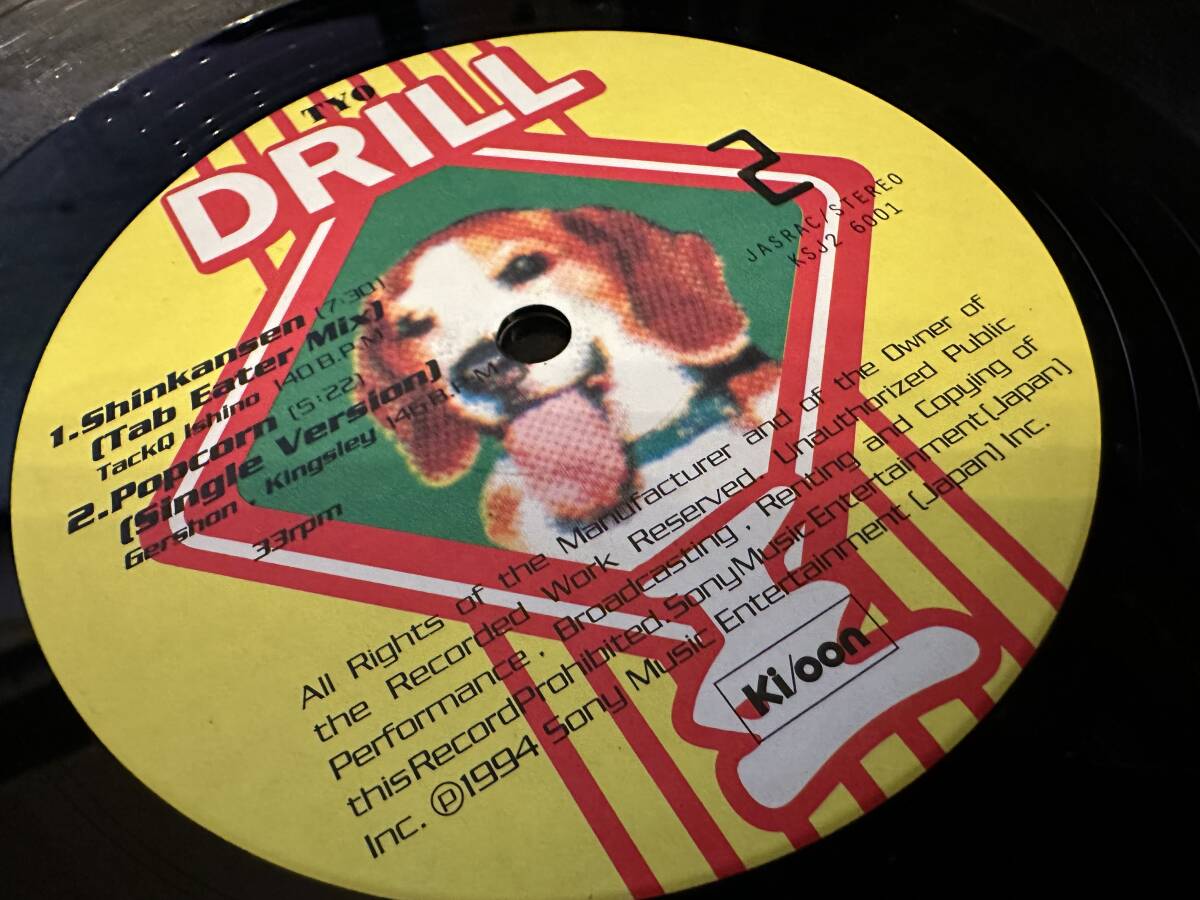 TYO
DRILL
2
JASRAC/STEREO
KSJ2 6001
1.Shinkansen (7:30)
(Tab Eater Mix)
TackQ Ishino 140 B.P.M
2.Popcorn (5:22)
(Single Version)
Gershon . Kingsley 146 B.P.M
33rpm
All Rights of the Manufacturer and of the Owner of
the Recorded Work Reserved. Unauthorized Public
Performance . Broadcasting . Renting and Copying of
this Record Prohibited. Sony Music Entertainment (Japan)
Inc. ℗1994 Sony Music Entertainment (Japan) Inc.
Ki/oon